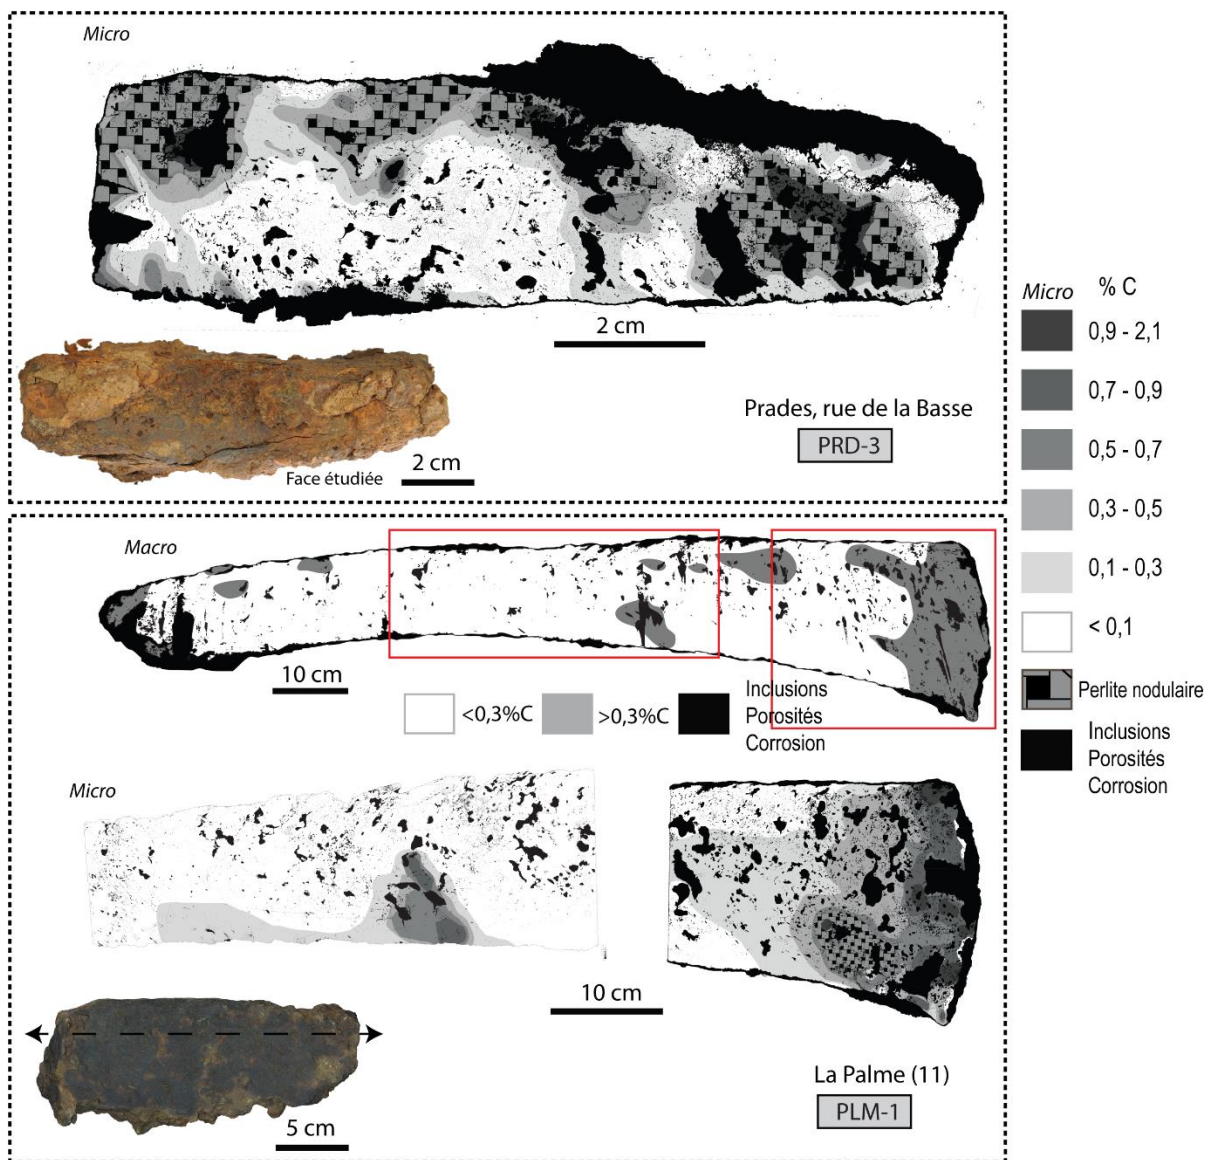 Micro
2 cm
Prades, rue de la Basse
PRD-3
Face étudiée
2 cm
Macro
10 cm
<0,3%C
>0,3%C
Inclusions
Porosités
Corrosion
Micro
10 cm
5 cm
La Palme (11)
PLM-1
Micro
% C
0,9 - 2,1
0,7 - 0,9
0,5 - 0,7
0,3 - 0,5
0,1 - 0,3
< 0,1
Perlite nodulaire
Inclusions
Porosités
Corrosion